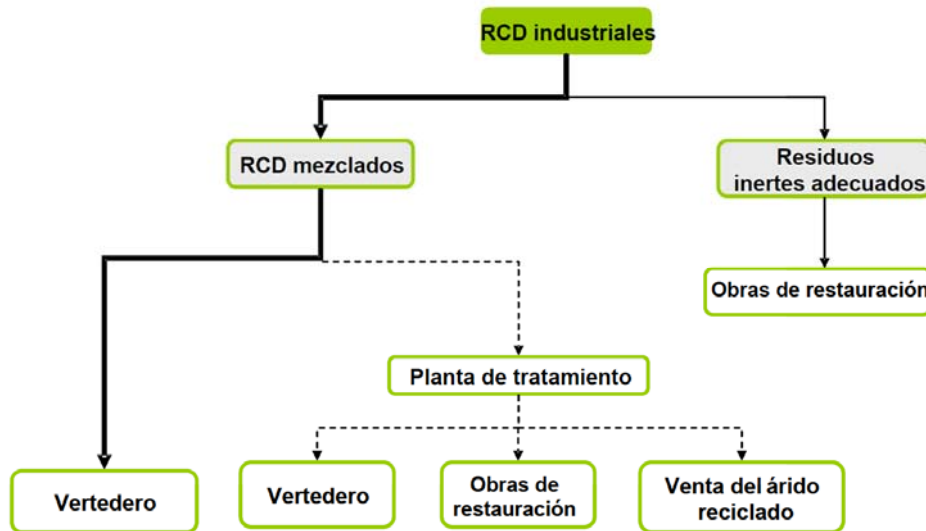 RCD industriales
RCD mezclados
Residuos
inertes adecuados
Obras de restauración
Planta de tratamiento
Vertedero
Vertedero
Obras de
restauración
Venta del árido
reciclado